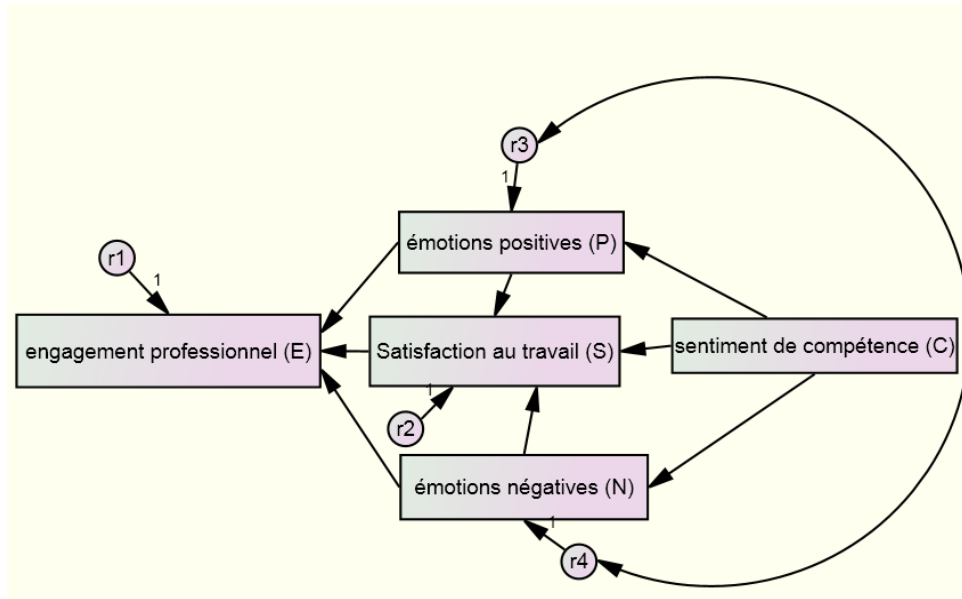 r3
1
émotions positives (P)
r1
1
engagement professionnel (E)
Satisfaction au travail (S)
sentiment de compétence (C)
1
r2
émotions négatives (N)
1
r4